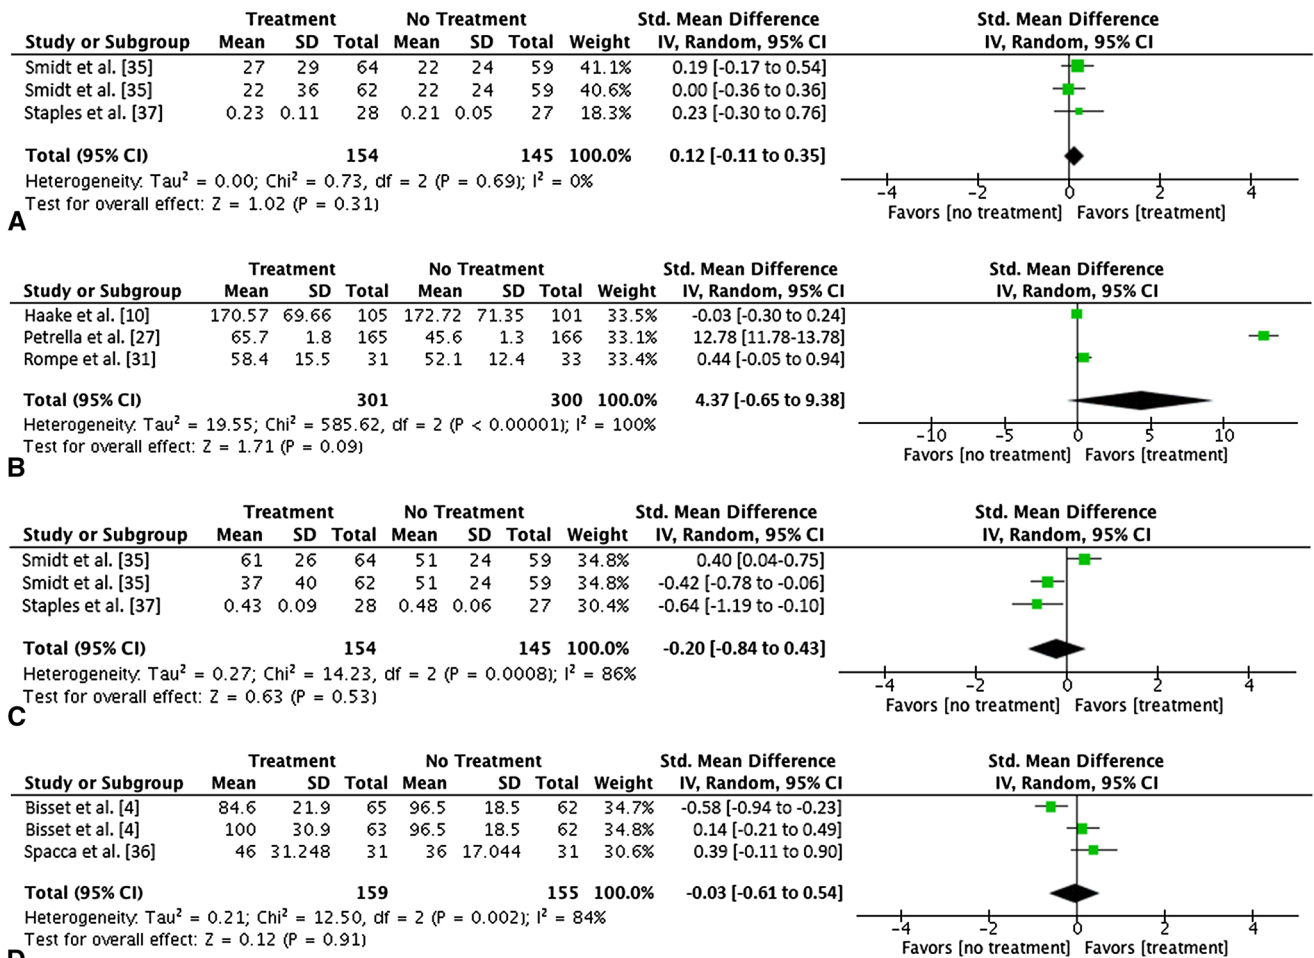 Treatment No Treatment Std. Mean Difference Std. Mean Difference
Study or Subgroup Mean SD Total Mean SD Total Weight IV, Random, 95% CI IV, Random, 95% CI
Smidt et al. [35] 27 29 64 22 24 59 41.1% 0.19 [-0.17 to 0.54]
Smidt et al. [35] 22 36 62 22 24 59 40.6% 0.00 [-0.36 to 0.36]
Staples et al. [37] 0.23 0.11 28 0.21 0.05 27 18.3% 0.23 [-0.30 to 0.76]
Total (95% CI) 154 145 100.0% 0.12 [-0.11 to 0.35]
Heterogeneity: Tau² = 0.00; Chi² = 0.73, df = 2 (P = 0.69); I² = 0%
-4 -2 0 2 4
Test for overall effect: Z = 1.02 (P = 0.31)
Favors [no treatment] Favors [treatment]
A
Treatment No Treatment Std. Mean Difference Std. Mean Difference
Study or Subgroup Mean SD Total Mean SD Total Weight IV, Random, 95% CI IV, Random, 95% CI
Haake et al. [10] 170.57 69.66 105 172.72 71.35 101 33.5% -0.03 [-0.30 to 0.24]
Petrella et al. [27] 65.7 1.8 165 45.6 1.3 166 33.1% 12.78 [11.78-13.78]
Rompe et al. [31] 58.4 15.5 31 52.1 12.4 33 33.4% 0.44 [-0.05 to 0.94]
Total (95% CI) 301 300 100.0% 4.37 [-0.65 to 9.38]
Heterogeneity: Tau² = 19.55; Chi² = 585.62, df = 2 (P < 0.00001); I² = 100%
-10 -5 0 5 10
Test for overall effect: Z = 1.71 (P = 0.09)
Favors [no treatment] Favors [treatment]
B
Treatment No Treatment Std. Mean Difference Std. Mean Difference
Study or Subgroup Mean SD Total Mean SD Total Weight IV, Random, 95% CI IV, Random, 95% CI
Smidt et al. [35] 61 26 64 51 24 59 34.8% 0.40 [0.04-0.75]
Smidt et al. [35] 37 40 62 51 24 59 34.8% -0.42 [-0.78 to -0.06]
Staples et al. [37] 0.43 0.09 28 0.48 0.06 27 30.4% -0.64 [-1.19 to -0.10]
Total (95% CI) 154 145 100.0% -0.20 [-0.84 to 0.43]
Heterogeneity: Tau² = 0.27; Chi² = 14.23, df = 2 (P = 0.0008); I² = 86%
-4 -2 0 2 4
Test for overall effect: Z = 0.63 (P = 0.53)
Favors [no treatment] Favors [treatment]
C
Treatment No Treatment Std. Mean Difference Std. Mean Difference
Study or Subgroup Mean SD Total Mean SD Total Weight IV, Random, 95% CI IV, Random, 95% CI
Bisset et al. [4] 84.6 21.9 65 96.5 18.5 62 34.7% -0.58 [-0.94 to -0.23]
Bisset et al. [4] 100 30.9 63 96.5 18.5 62 34.8% 0.14 [-0.21 to 0.49]
Spacca et al. [36] 46 31.248 31 36 17.044 31 30.6% 0.39 [-0.11 to 0.90]
Total (95% CI) 159 155 100.0% -0.03 [-0.61 to 0.54]
Heterogeneity: Tau² = 0.21; Chi² = 12.50, df = 2 (P = 0.002); I² = 84%
-4 -2 0 2 4
Test for overall effect: Z = 0.12 (P = 0.91)
Favors [no treatment] Favors [treatment]